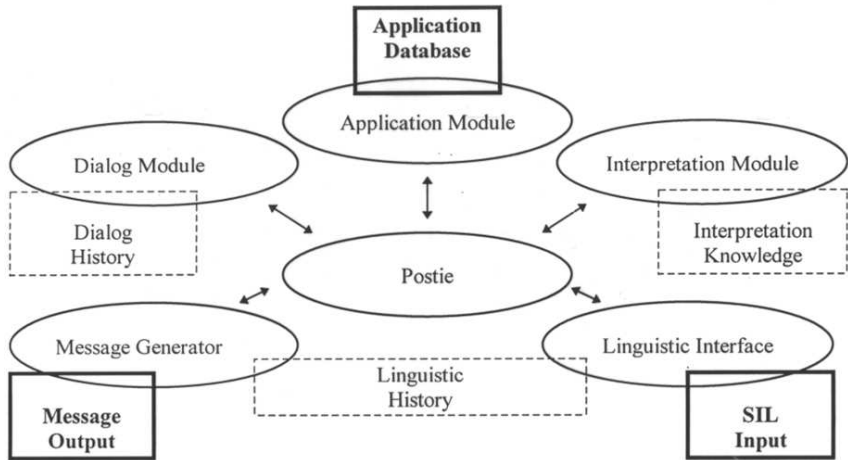 Application
Database
Application Module
Dialog Module
Interpretation Module
Dialog
History
Interpretation
Knowledge
Postie
Message Generator
Linguistic Interface
Linguistic
History
Message
Output
SIL
Input